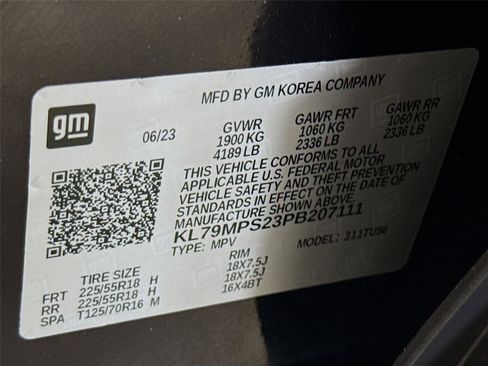 gm
MFD BY GM KOREA COMPANY
06/23
GVWR GAWR FRT GAWR RR
1900 KG 1060 KG 1060 KG
4189 LB 2336 LB 2336 LB
THIS VEHICLE CONFORMS TO ALL
APPLICABLE U.S. FEDERAL MOTOR
VEHICLE SAFETY AND THEFT PREVENTION
STANDARDS IN EFFECT ON THE DATE OF
MANUFACTURE SHOWN ABOVE.
KL79MPS23PB207111
TYPE: MPV MODEL: 311TU56
TIRE SIZE RIM
FRT 225/55R18 H 18X7.5J
RR 225/55R18 H 18X7.5J
SPA T125/70R16 M 16X4BT